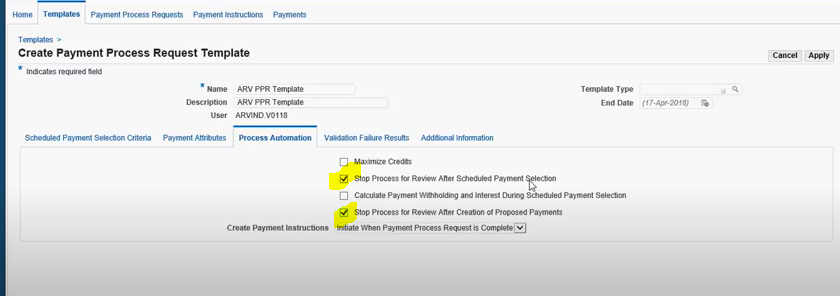 Home Templates Payment Process Requests Payment Instructions Payments
Templates >
Create Payment Process Request Template
Cancel Apply
* Indicates required field
* Name ARV PPR Template Template Type
Description ARV PPR Template End Date (17-Apr-2016)
User ARVIND.V0118
Scheduled Payment Selection Criteria Payment Attributes Process Automation Validation Failure Results Additional Information
Maximize Credits
Stop Process for Review After Scheduled Payment Selection
Calculate Payment Withholding and Interest During Scheduled Payment Selection
Stop Process for Review After Creation of Proposed Payments
Create Payment Instructions Initiate When Payment Process Request is Complete